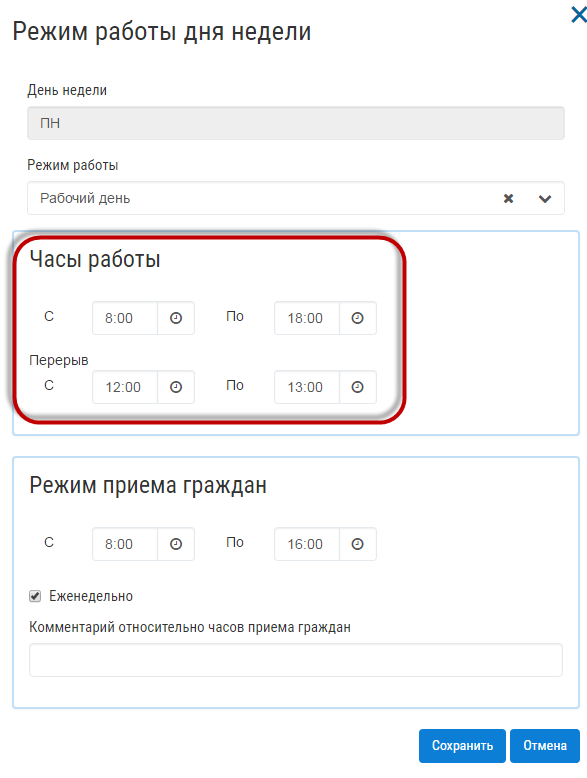 Режим работы дня недели
День недели
ПН
Режим работы
Рабочий день
Часы работы
С 8:00 По 18:00
Перерыв
С 12:00 По 13:00
Режим приема граждан
С 8:00 По 16:00
Еженедельно
Комментарий относительно часов приема граждан
Сохранить Отмена